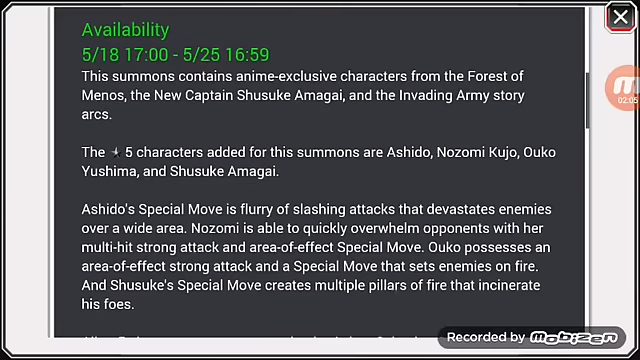 Availability
5/18 17:00 - 5/25 16:59
This summons contains anime-exclusive characters from the Forest of
Menos, the New Captain Shusuke Amagai, and the Invading Army story
arcs.
The ★ 5 characters added for this summons are Ashido, Nozomi Kujo, Ouko
Yushima, and Shusuke Amagai.
Ashido's Special Move is flurry of slashing attacks that devastates enemies
over a wide area. Nozomi is able to quickly overwhelm opponents with her
multi-hit strong attack and area-of-effect Special Move. Ouko possesses an
area-of-effect strong attack and a Special Move that sets enemies on fire.
And Shusuke's Special Move creates multiple pillars of fire that incinerate
his foes.
02:05
Recorded by
Mobizen